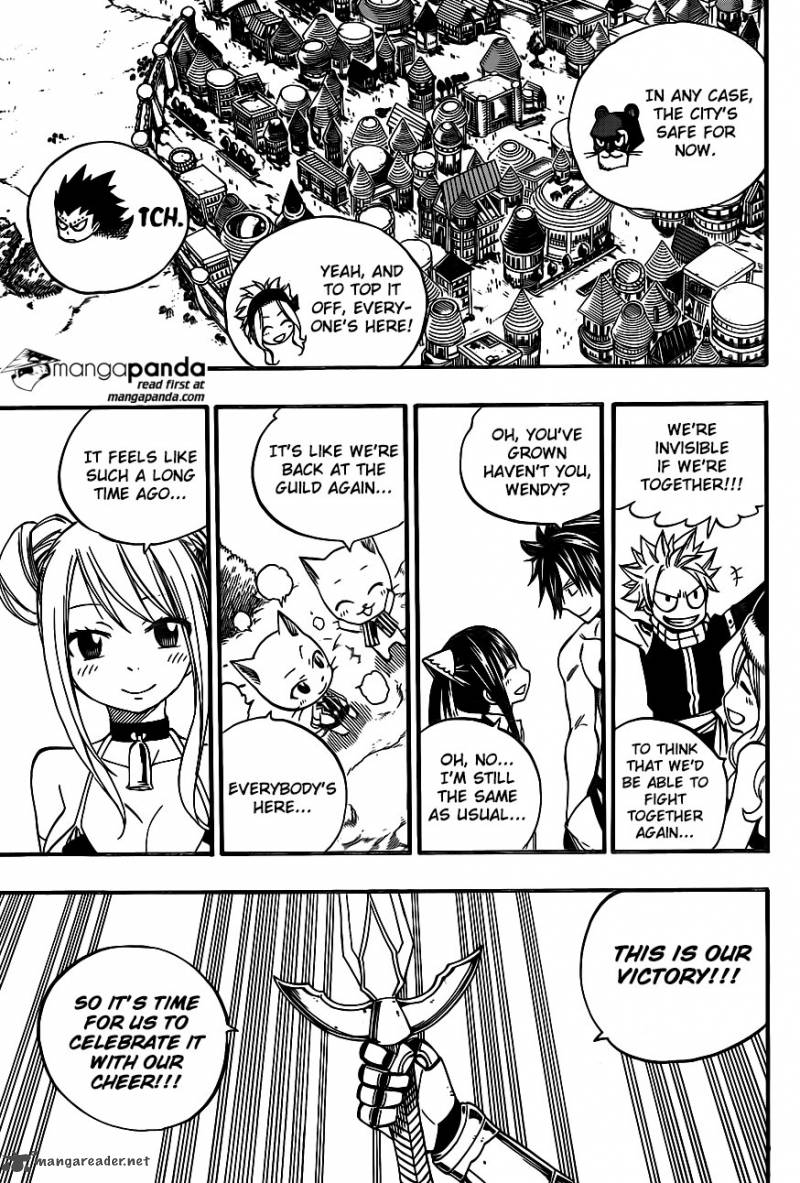 IN ANY CASE,
THE CITY'S
SAFE FOR
NOW.
YEAH, AND
TO TOP IT
OFF, EVERY-
ONE'S HERE!
TCH.
mangapanda
read first at
mangapanda.com
WE'RE
INVISIBLE
IF WE'RE
TOGETHER!!!
TO THINK
THAT WE'D
BE ABLE TO
FIGHT
TOGETHER
AGAIN...
OH, YOU'VE
GROWN
HAVEN'T YOU,
WENDY?
OH, NO...
I'M STILL
THE SAME
AS USUAL...
IT'S LIKE WE'RE
BACK AT THE
GUILD AGAIN...
EVERYBODY'S
HERE...
IT FEELS LIKE
SUCH A LONG
TIME AGO...
THIS IS OUR
VICTORY!!!
SO IT'S TIME
FOR US TO
CELEBRATE IT
WITH OUR
CHEER!!!
mangareader.net